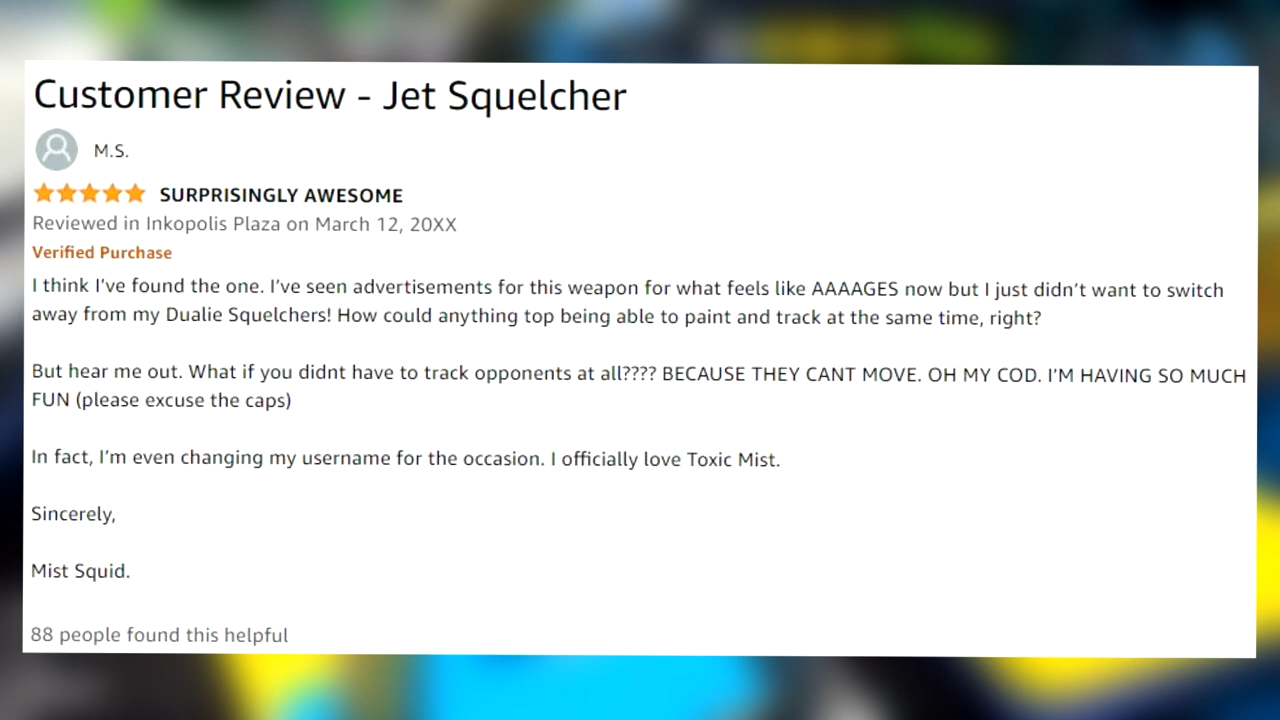 Customer Review - Jet Squelcher
M.S.
SURPRISINGLY AWESOME
Reviewed in Inkopolis Plaza on March 12, 20XX
Verified Purchase
I think I've found the one. I've seen advertisements for this weapon for what feels like AAAAGES now but I just didn't want to switch
away from my Dualie Squelchers! How could anything top being able to paint and track at the same time, right?
But hear me out. What if you didnt have to track opponents at all???? BECAUSE THEY CANT MOVE. OH MY COD. I'M HAVING SO MUCH
FUN (please excuse the caps)
In fact, I'm even changing my username for the occasion. I officially love Toxic Mist.
Sincerely,
Mist Squid.
88 people found this helpful